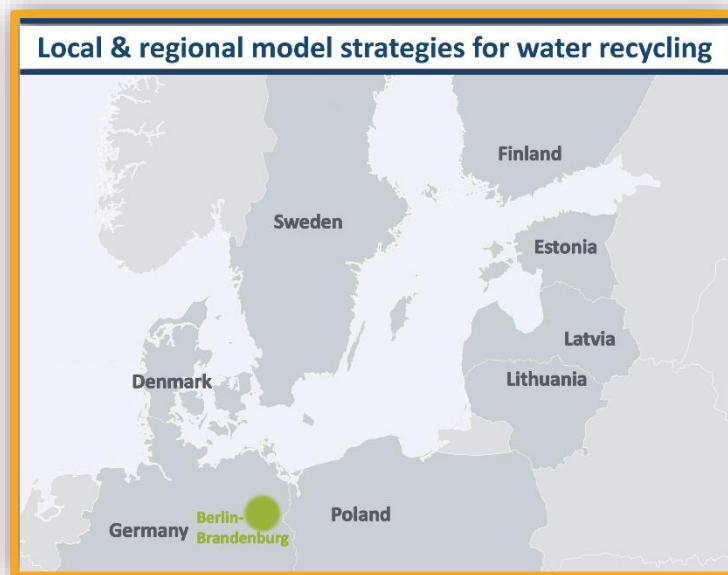 Local & regional model strategies for water recycling
Finland
Sweden
Estonia
Latvia
Denmark
Lithuania
Berlin-
Brandenburg
Germany
Poland